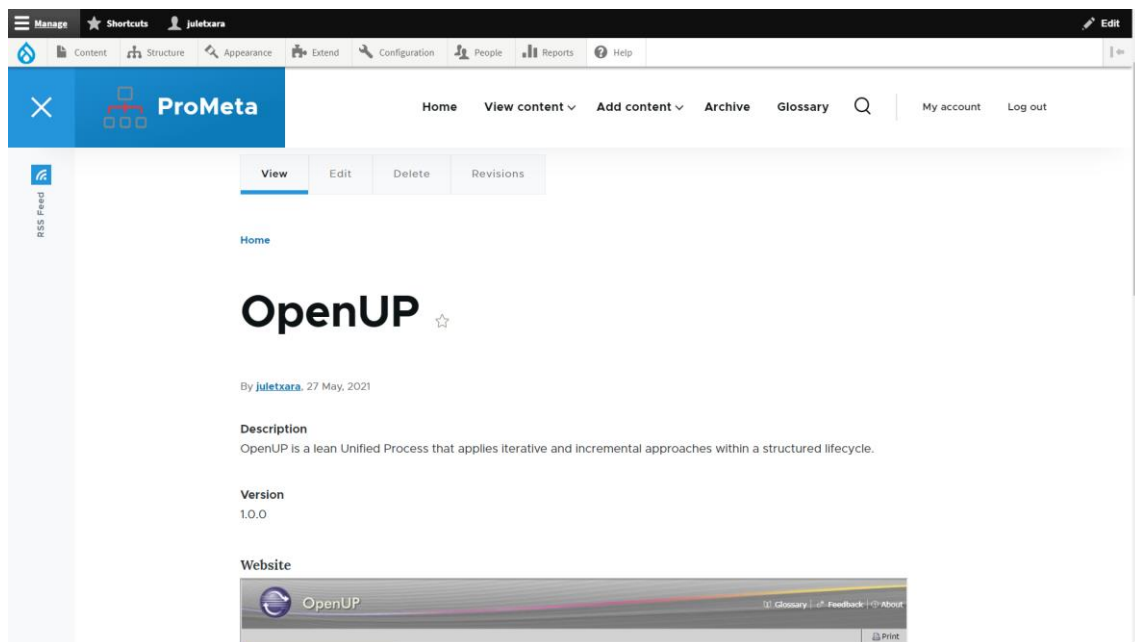 Manage Shortcuts juletxara Edit
Content Structure Appearance Extend Configuration People Reports Help
ProMeta Home View content Add content Archive Glossary My account Log out
View Edit Delete Revisions
RSS Feed
Home
OpenUP
By juletxara, 27 May, 2021
Description
OpenUP is a lean Unified Process that applies iterative and incremental approaches within a structured lifecycle.
Version
1.0.0
Website
OpenUP Glossary Feedback About
Print